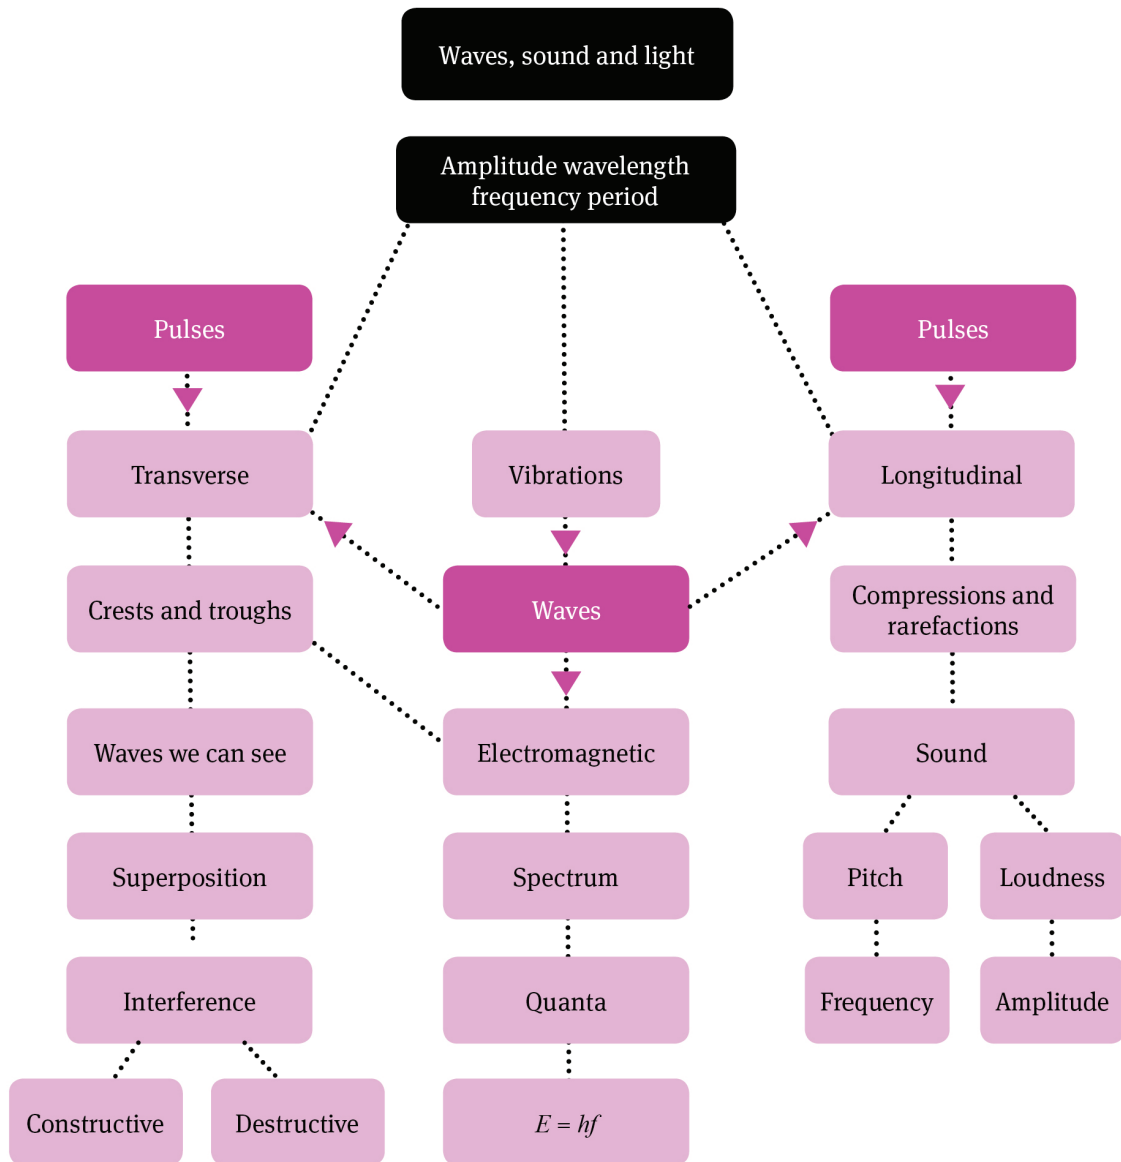 Waves, sound and light
Amplitude wavelength
frequency period
Pulses
Pulses
Transverse
Vibrations
Longitudinal
Crests and troughs
Waves
Compressions and
rarefactions
Waves we can see
Electromagnetic
Sound
Superposition
Spectrum
Pitch
Loudness
Interference
Quanta
Frequency
Amplitude
Constructive
Destructive
E = hf